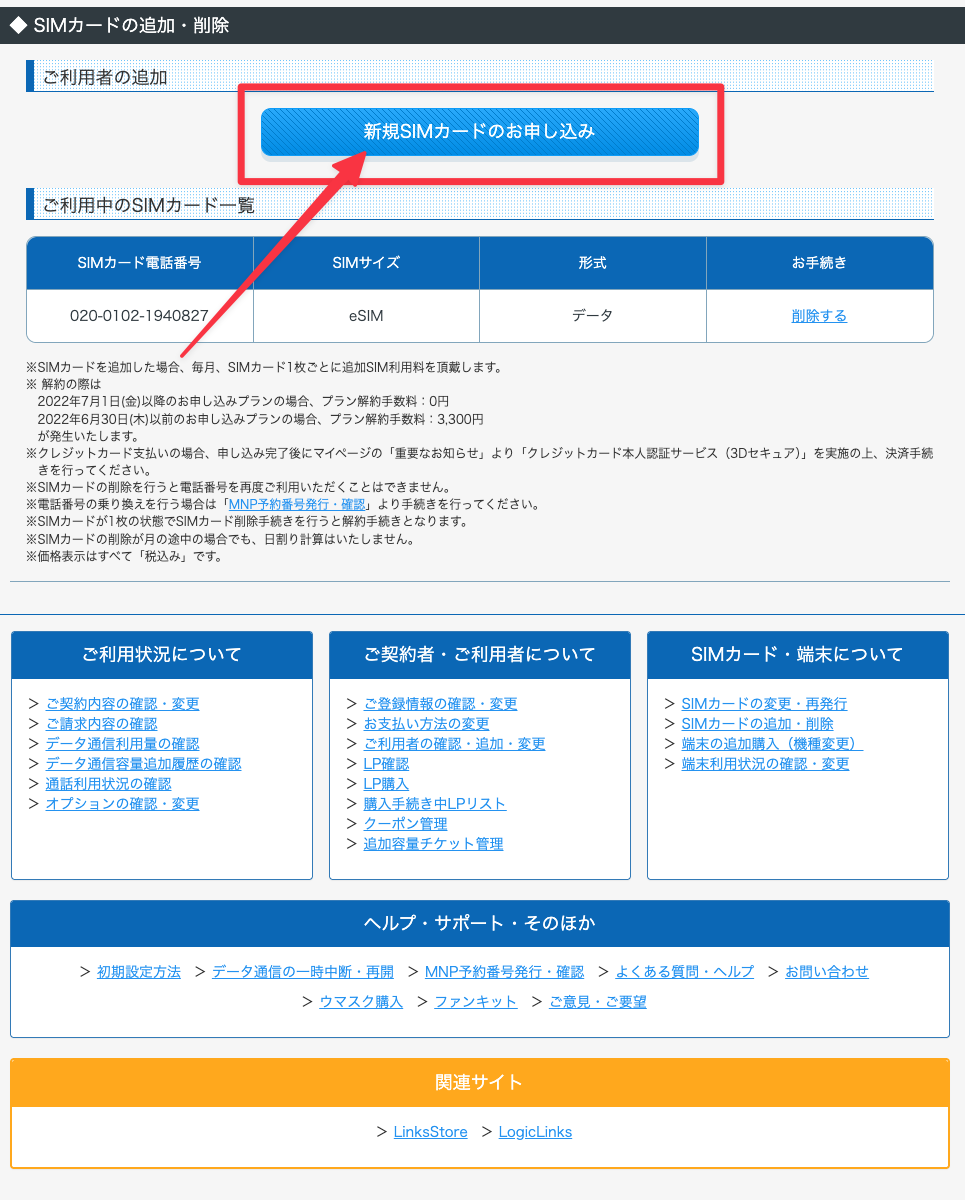 ◆ SIMカードの追加・削除
ご利用者の追加
新規SIMカードのお申し込み
ご利用中のSIMカード一覧
SIMカード電話番号 SIMサイズ 形式 お手続き
020-0102-1940827 eSIM データ 削除する
※SIMカードを追加した場合、毎月、SIMカード1枚ごとに追加SIM利用料を頂戴します。
※ 解約の際は
2022年7月1日(金)以降のお申し込みプランの場合、プラン解約手数料：0円
2022年6月30日(木)以前のお申し込みプランの場合、プラン解約手数料：3,300円
が発生いたします。
※クレジットカード支払いの場合、申し込み完了後にマイページの「重要なお知らせ」より「クレジットカード本人認証サービス（3Dセキュア）」を実施の上、決済手続
きを行ってください。
※SIMカードの削除を行うと電話番号を再度ご利用いただくことはできません。
※電話番号の乗り換えを行う場合は「MNP予約番号発行・確認」より手続きを行ってください。
※SIMカードが1枚の状態でSIMカード削除手続きを行うと解約手続きとなります。
※SIMカードの削除が月の途中の場合でも、日割り計算はいたしません。
※価格表示はすべて「税込み」です。
ご利用状況について
＞ ご契約内容の確認・変更
＞ ご請求内容の確認
＞ データ通信利用量の確認
＞ データ通信容量追加履歴の確認
＞ 通話利用状況の確認
＞ オプションの確認・変更
ご契約者・ご利用者について
＞ ご登録情報の確認・変更
＞ お支払い方法の変更
＞ ご利用者の確認・追加・変更
＞ LP確認
＞ LP購入
＞ 購入手続き中LPリスト
＞ クーポン管理
＞ 追加容量チケット管理
SIMカード・端末について
＞ SIMカードの変更・再発行
＞ SIMカードの追加・削除
＞ 端末の追加購入（機種変更）
＞ 端末利用状況の確認・変更
ヘルプ・サポート・そのほか
＞ 初期設定方法 ＞ データ通信の一時中断・再開 ＞ MNP予約番号発行・確認 ＞ よくある質問・ヘルプ ＞ お問い合わせ
＞ ウマスク購入 ＞ ファンキット ＞ ご意見・ご要望
関連サイト
＞ LinksStore ＞ LogicLinks